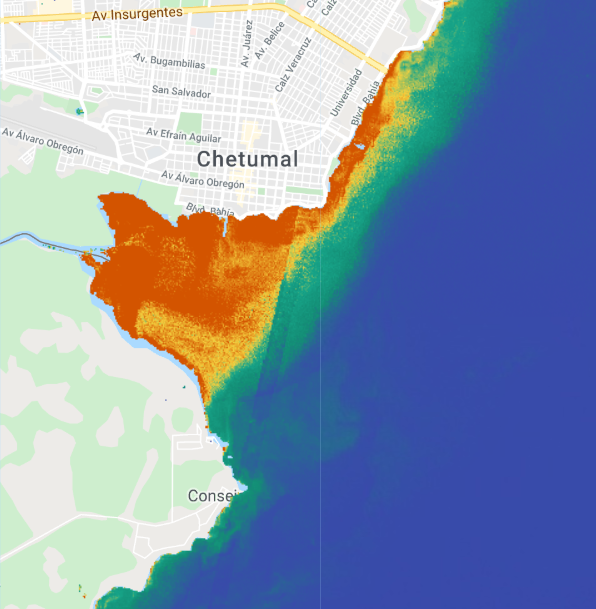 Av Insurgentes
Av. Juárez
Av. Belice
Calz Veracruz
Av. Bugambilias
San Salvador
Universidad
Blvd. Bahía
Av Efraín Aguilar
Av Álvaro Obregón
Chetumal
Av Álvaro Obregón
Blvd. Bahía
Consej